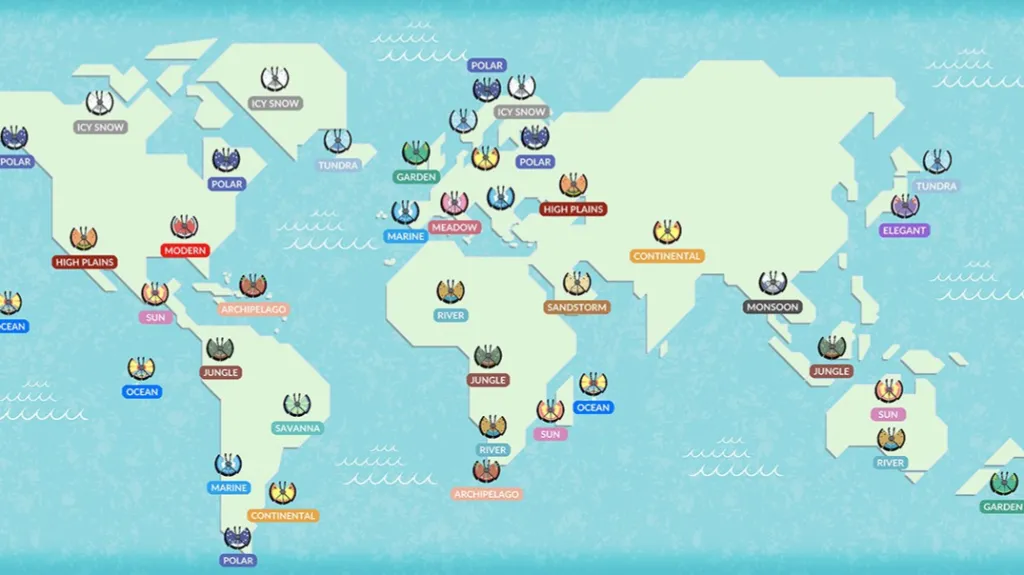 POLAR
ICY SNOW
ICY SNOW
ICY SNOW
POLAR
TUNDRA
POLAR
GARDEN
POLAR
TUNDRA
HIGH PLAINS
MARINE
MEADOW
ELEGANT
MODERN
HIGH PLAINS
CONTINENTAL
ARCHIPELAGO
SUN
RIVER
SANDSTORM
MONSOON
OCEAN
JUNGLE
JUNGLE
JUNGLE
OCEAN
OCEAN
SUN
SAVANNA
SUN
RIVER
RIVER
MARINE
ARCHIPELAGO
GARDEN
CONTINENTAL
POLAR